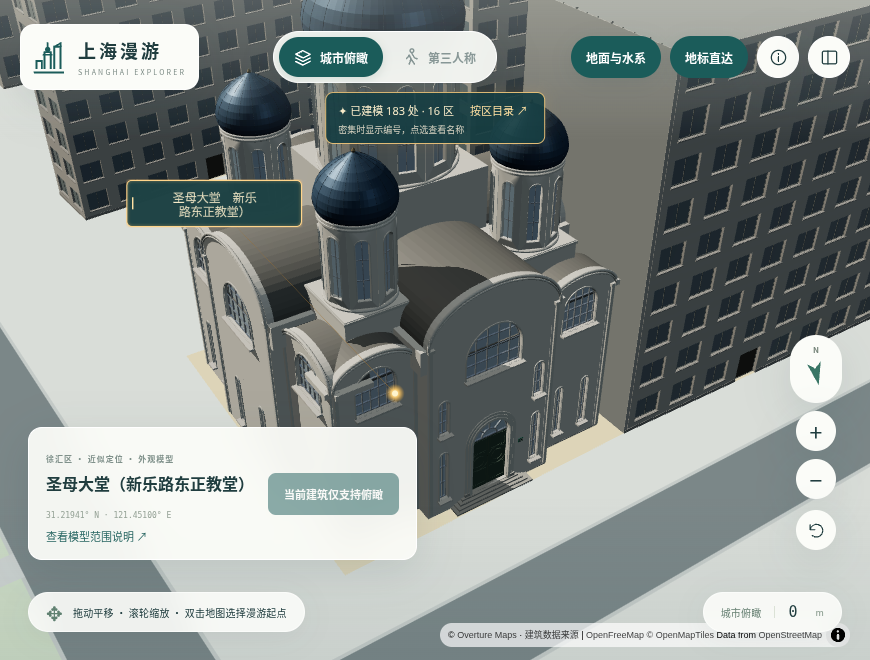 上海漫游
SHANGHAI EXPLORER
城市俯瞰
第三人称
地面与水系
地标直达
✦ 已建模 183 处 · 16 区 按区目录 ↗
密集时显示编号，点选查看名称
圣母大堂 新乐
路东正教堂）
N
徐汇区 · 近似定位 · 外观模型
圣母大堂（新乐路东正教堂）
当前建筑仅支持俯瞰
31.21941° N · 121.45100° E
查看模型范围说明 ↗
拖动平移 · 滚轮缩放 · 双击地图选择漫游起点
城市俯瞰 0 m
© Overture Maps · 建筑数据来源 | OpenFreeMap © OpenMapTiles Data from OpenStreetMap